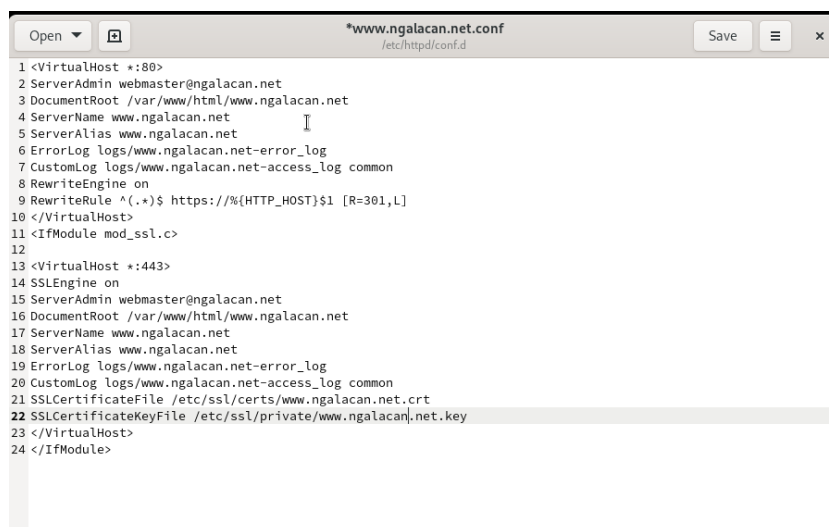 Open
*www.ngalacan.net.conf
/etc/httpd/conf.d
Save
1 <VirtualHost *:80>
2 ServerAdmin webmaster@ngalacan.net
3 DocumentRoot /var/www/html/www.ngalacan.net
4 ServerName www.ngalacan.net
5 ServerAlias www.ngalacan.net
6 ErrorLog logs/www.ngalacan.net-error_log
7 CustomLog logs/www.ngalacan.net-access_log common
8 RewriteEngine on
9 RewriteRule ^(.*)$ https://%{HTTP_HOST}$1 [R=301,L]
10 </VirtualHost>
11 <IfModule mod_ssl.c>
12
13 <VirtualHost *:443>
14 SSLEngine on
15 ServerAdmin webmaster@ngalacan.net
16 DocumentRoot /var/www/html/www.ngalacan.net
17 ServerName www.ngalacan.net
18 ServerAlias www.ngalacan.net
19 ErrorLog logs/www.ngalacan.net-error_log
20 CustomLog logs/www.ngalacan.net-access_log common
21 SSLCertificateFile /etc/ssl/certs/www.ngalacan.net.crt
22 SSLCertificateKeyFile /etc/ssl/private/www.ngalacan.net.key
23 </VirtualHost>
24 </IfModule>